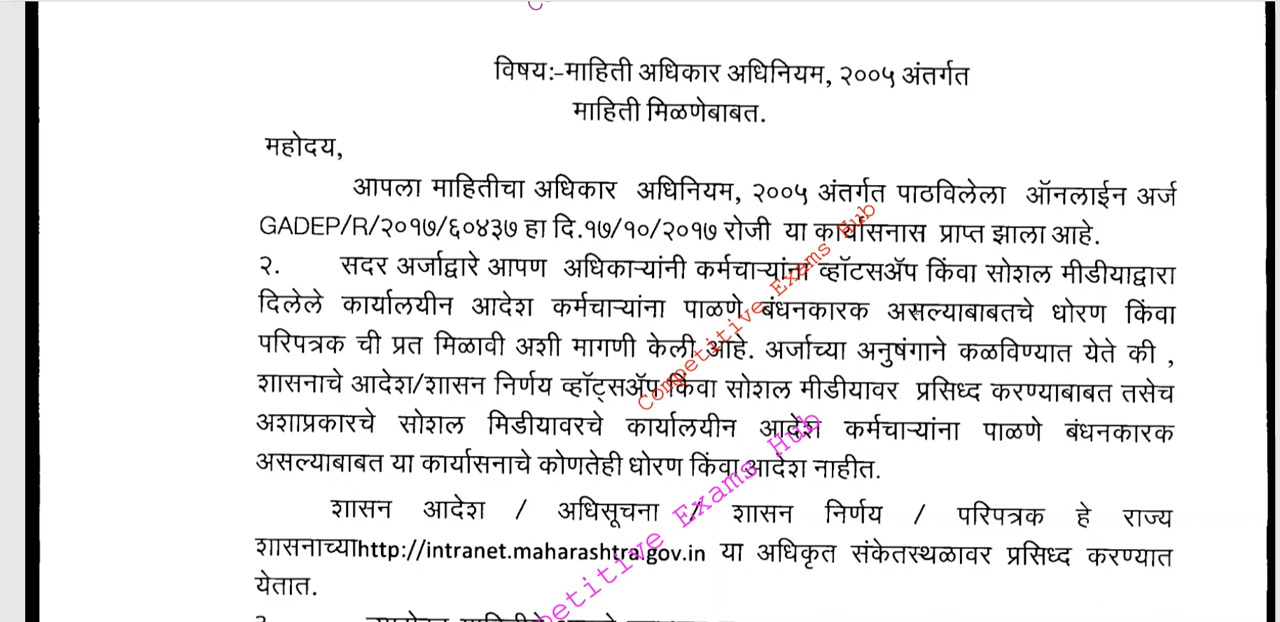 विषय:-माहिती अधिकार अधिनियम, २००५ अंतर्गत
माहिती मिळणेबाबत.
महोदय,
आपला माहितीचा अधिकार अधिनियम, २००५ अंतर्गत पाठविलेला ऑनलाईन अर्ज
GADEP/R/२०१७/६०४३७ हा दि.१७/१०/२०१७ रोजी या कार्यासनास प्राप्त झाला आहे.
२. सदर अर्जाद्वारे आपण अधिकाऱ्यांनी कर्मचाऱ्यांना व्हॉटसॲप किंवा सोशल मीडीयाद्वारा
दिलेले कार्यालयीन आदेश कर्मचाऱ्यांना पाळणे बंधनकारक असल्याबाबतचे धोरण किंवा
परिपत्रक ची प्रत मिळावी अशी मागणी केली आहे. अर्जाच्या अनुषंगाने कळविण्यात येते की ,
शासनाचे आदेश/शासन निर्णय व्हॉट्सॲप किंवा सोशल मीडीयावर प्रसिध्द करण्याबाबत तसेच
अशाप्रकारचे सोशल मिडीयावरचे कार्यालयीन आदेश कर्मचाऱ्यांना पाळणे बंधनकारक
असल्याबाबत या कार्यासनाचे कोणतेही धोरण किंवा आदेश नाहीत.
शासन आदेश / अधिसूचना / शासन निर्णय / परिपत्रक हे राज्य
शासनाच्याhttp://intranet.maharashtra.gov.in या अधिकृत संकेतस्थळावर प्रसिध्द करण्यात
येतात.
Competitive Exams Hub
petitive Exams Hub